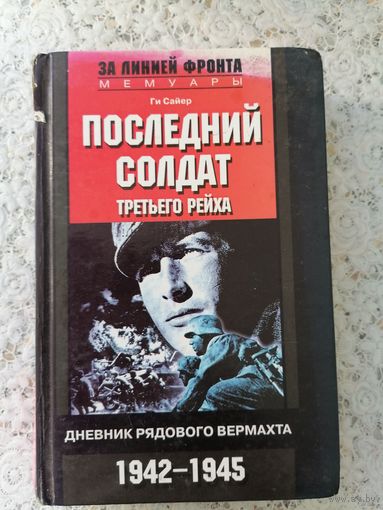 ЗА ЛИНИЕЙ ФРОНТА
МЕМУАРЫ
Ги Сайер
ПОСЛЕДНИЙ
СОЛДАТ
ТРЕТЬЕГО РЕЙХА
ДНЕВНИК РЯДОВОГО ВЕРМАХТА
1942–1945